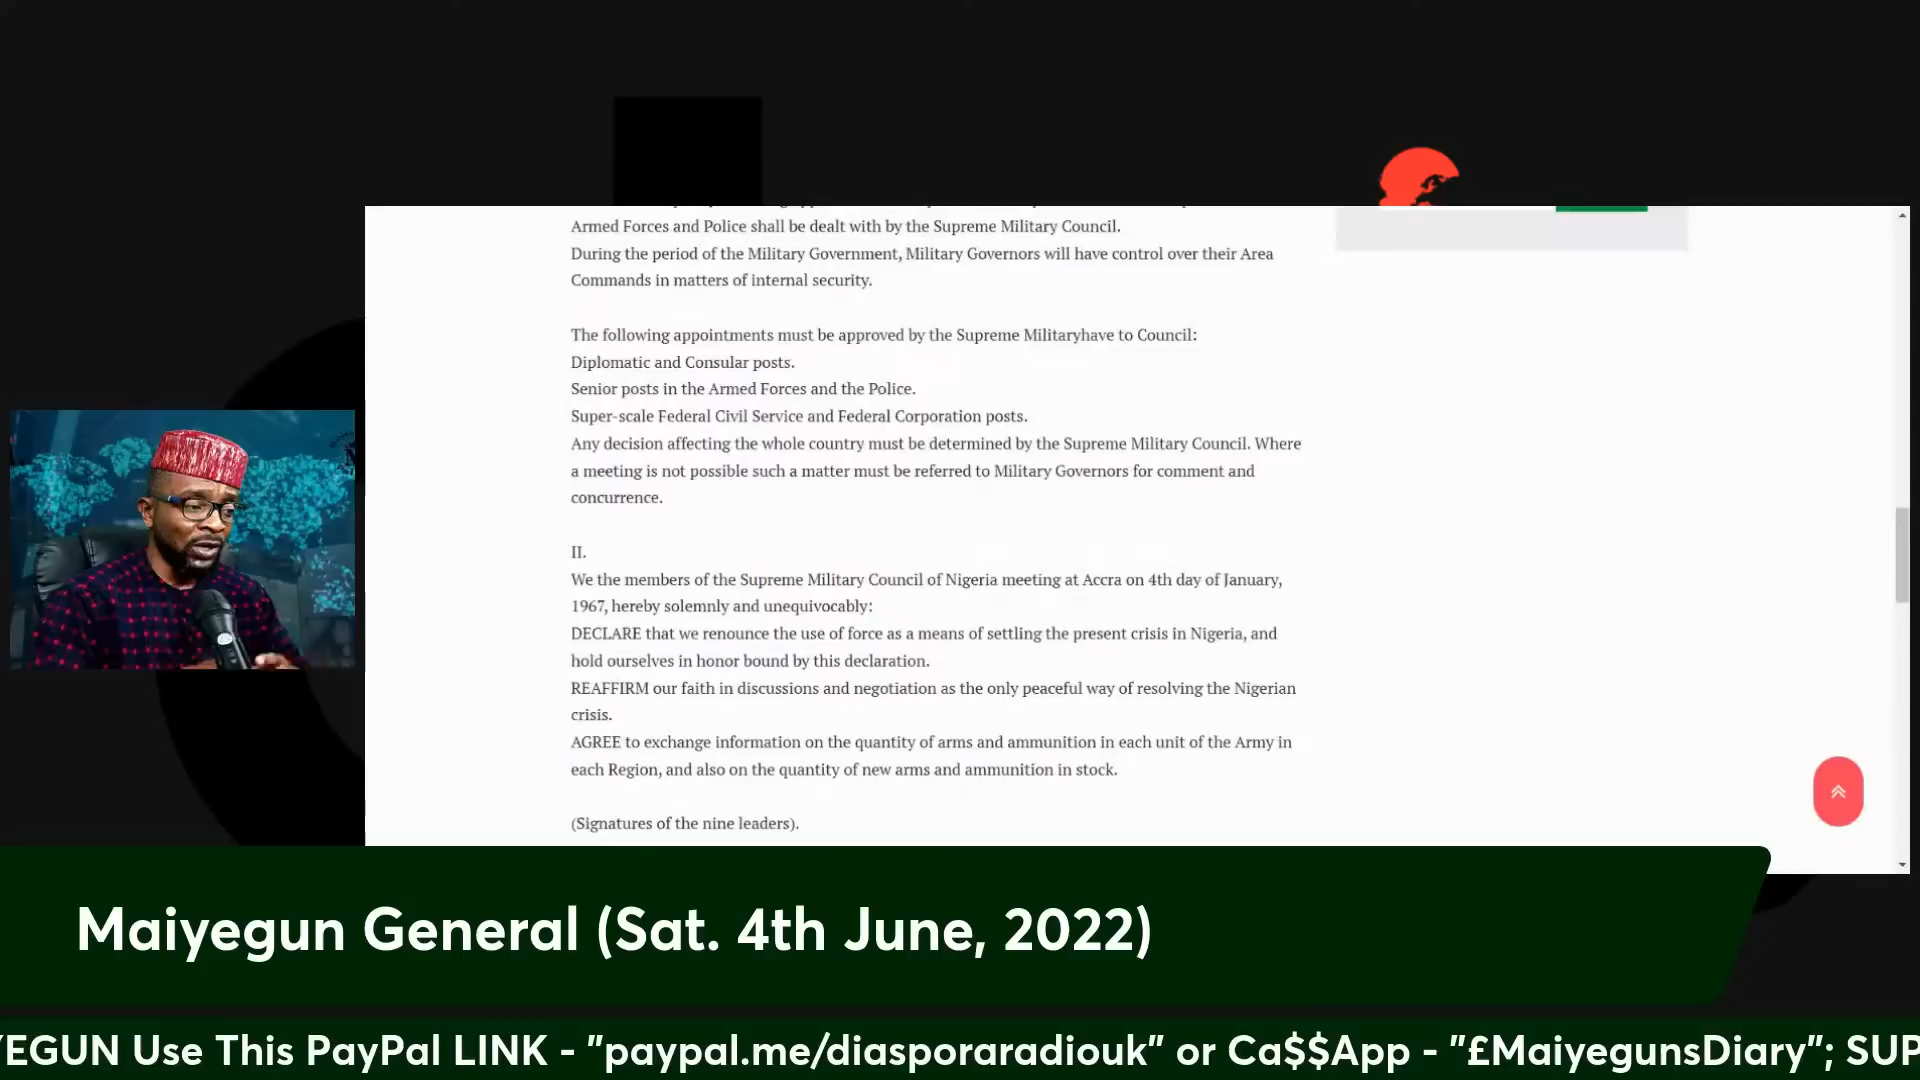 Armed Forces and Police shall be dealt with by the Supreme Military Council.
During the period of the Military Government, Military Governors will have control over their Area
Commands in matters of internal security.
The following appointments must be approved by the Supreme Militaryhave to Council:
Diplomatic and Consular posts.
Senior posts in the Armed Forces and the Police.
Super-scale Federal Civil Service and Federal Corporation posts.
Any decision affecting the whole country must be determined by the Supreme Military Council. Where
a meeting is not possible such a matter must be referred to Military Governors for comment and
concurrence.
II.
We the members of the Supreme Military Council of Nigeria meeting at Accra on 4th day of January,
1967, hereby solemnly and unequivocably:
DECLARE that we renounce the use of force as a means of settling the present crisis in Nigeria, and
hold ourselves in honor bound by this declaration.
REAFFIRM our faith in discussions and negotiation as the only peaceful way of resolving the Nigerian
crisis.
AGREE to exchange information on the quantity of arms and ammunition in each unit of the Army in
each Region, and also on the quantity of new arms and ammunition in stock.
(Signatures of the nine leaders).
Maiyegun General (Sat. 4th June, 2022)
YEGUN Use This PayPal LINK - "paypal.me/diasporaradiouk" or Ca$$App - "£MaiyegunsDiary"; SUP